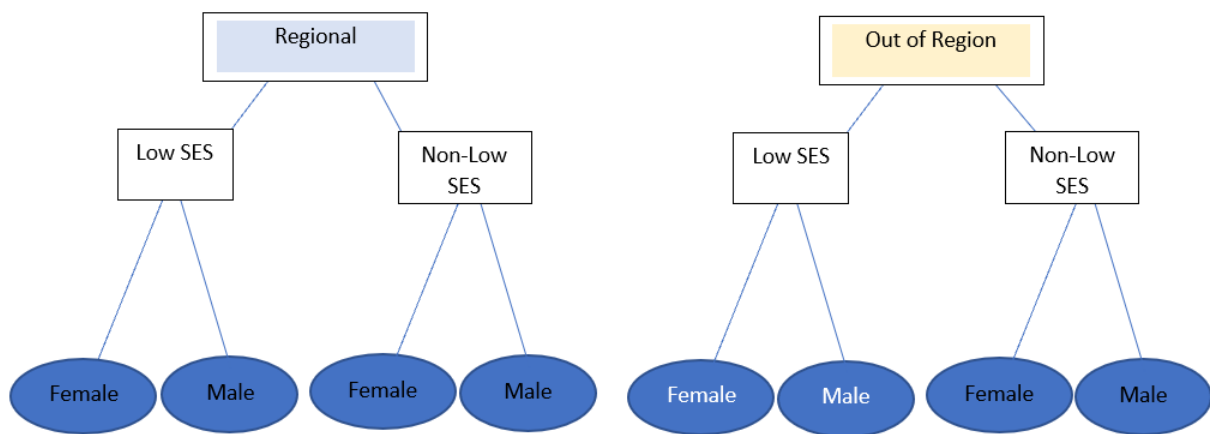 Regional
Out of Region
Low SES
Non-Low
SES
Low SES
Non-Low
SES
Female
Male
Female
Male
Female
Male
Female
Male